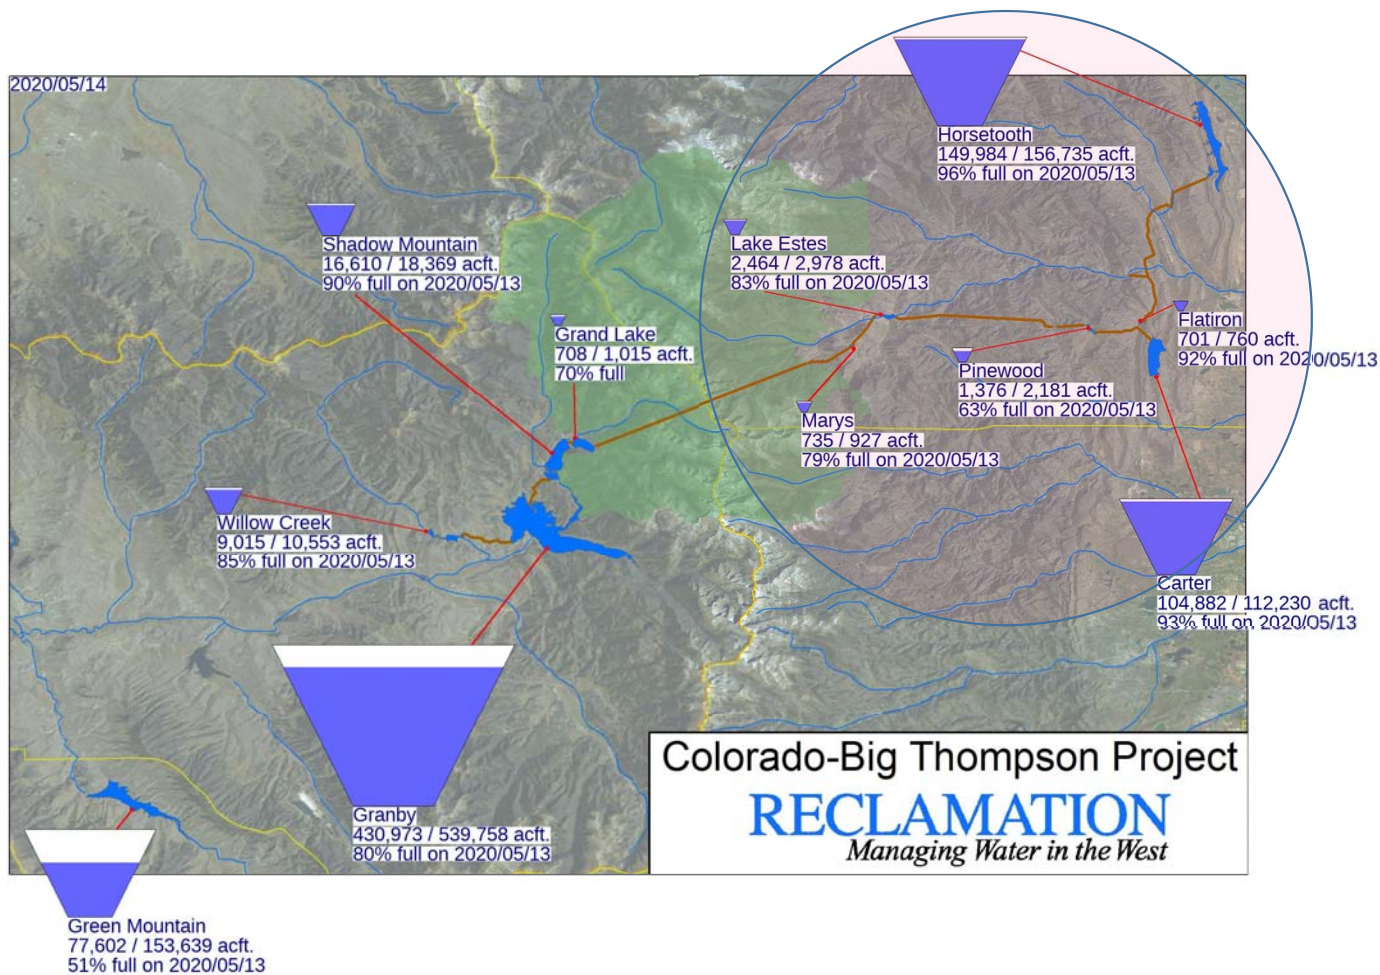 2020/05/14
Horsetooth
149,984 / 156,735 acft.
96% full on 2020/05/13
Shadow Mountain
16,610 / 18,369 acft.
90% full on 2020/05/13
Lake Estes
2,464 / 2,978 acft.
83% full on 2020/05/13
Grand Lake
708 / 1,015 acft.
70% full
Flatiron
701 / 760 acft.
92% full on 2020/05/13
Pinewood
1,376 / 2,181 acft.
63% full on 2020/05/13
Marys
735 / 927 acft.
79% full on 2020/05/13
Willow Creek
9,015 / 10,553 acft.
85% full on 2020/05/13
Carter
104,882 / 112,230 acft.
93% full on 2020/05/13
Granby
430,973 / 539,758 acft.
80% full on 2020/05/13
Green Mountain
77,602 / 153,639 acft.
51% full on 2020/05/13
Colorado-Big Thompson Project
RECLAMATION
Managing Water in the West